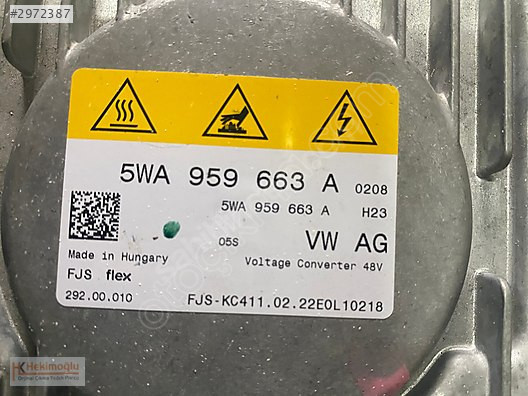 #2972387
5WA 959 663 A 0208
5WA 959 663 A H23
05S VW AG
Made in Hungary Voltage Converter 48V
FJS flex
292.00.010 FJS-KC411.02.22E0L10218
Hekimoğlu